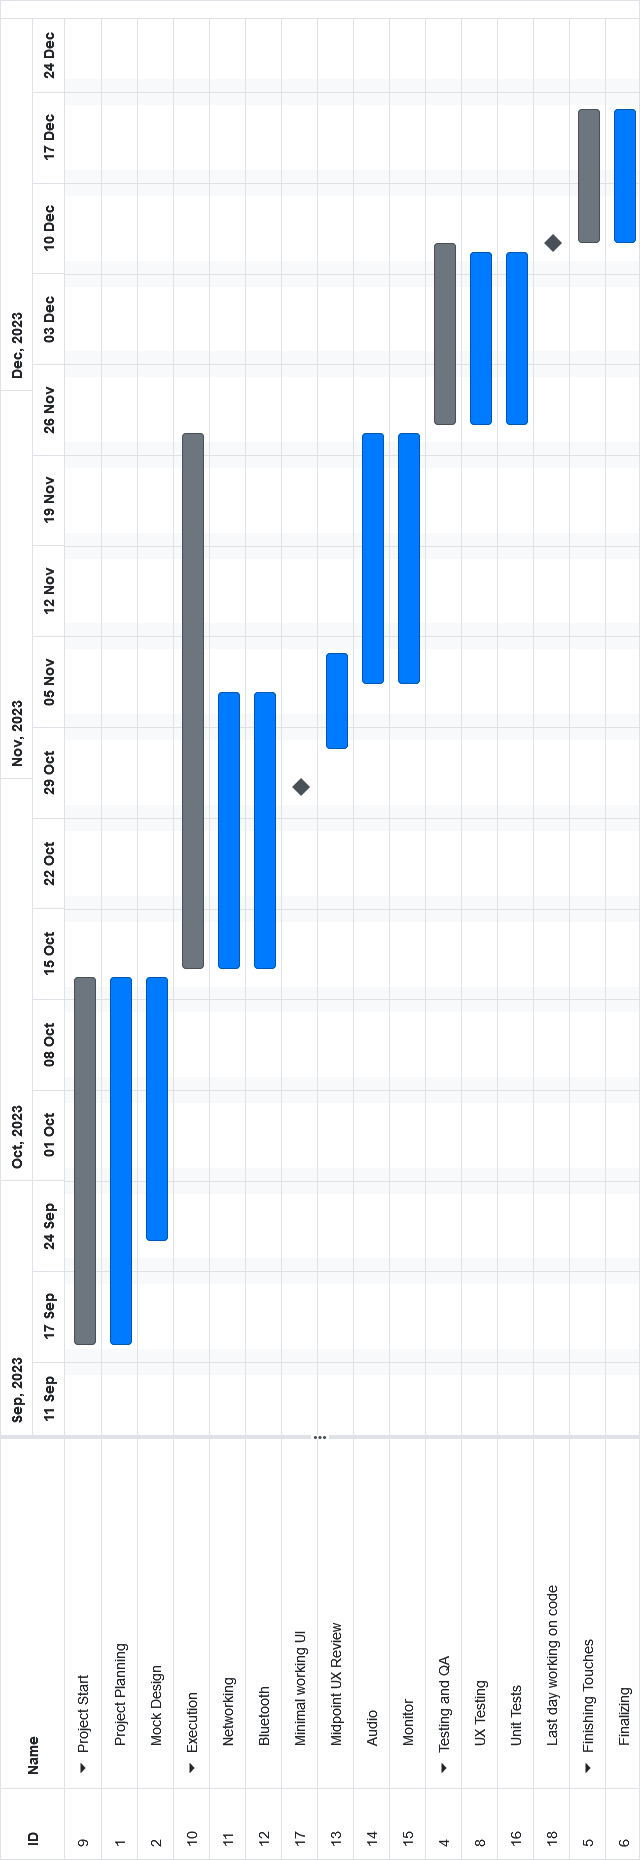 ID Name
Sep, 2023 Oct, 2023 Nov, 2023 Dec, 2023
11 Sep 17 Sep 24 Sep 01 Oct 08 Oct 15 Oct 22 Oct 29 Oct 05 Nov 12 Nov 19 Nov 26 Nov 03 Dec 10 Dec 17 Dec 24 Dec
9 Project Start
1 Project Planning
2 Mock Design
10 Execution
11 Networking
12 Bluetooth
17 Minimal working UI
13 Midpoint UX Review
14 Audio
15 Monitor
4 Testing and QA
8 UX Testing
16 Unit Tests
18 Last day working on code
5 Finishing Touches
6 Finalizing